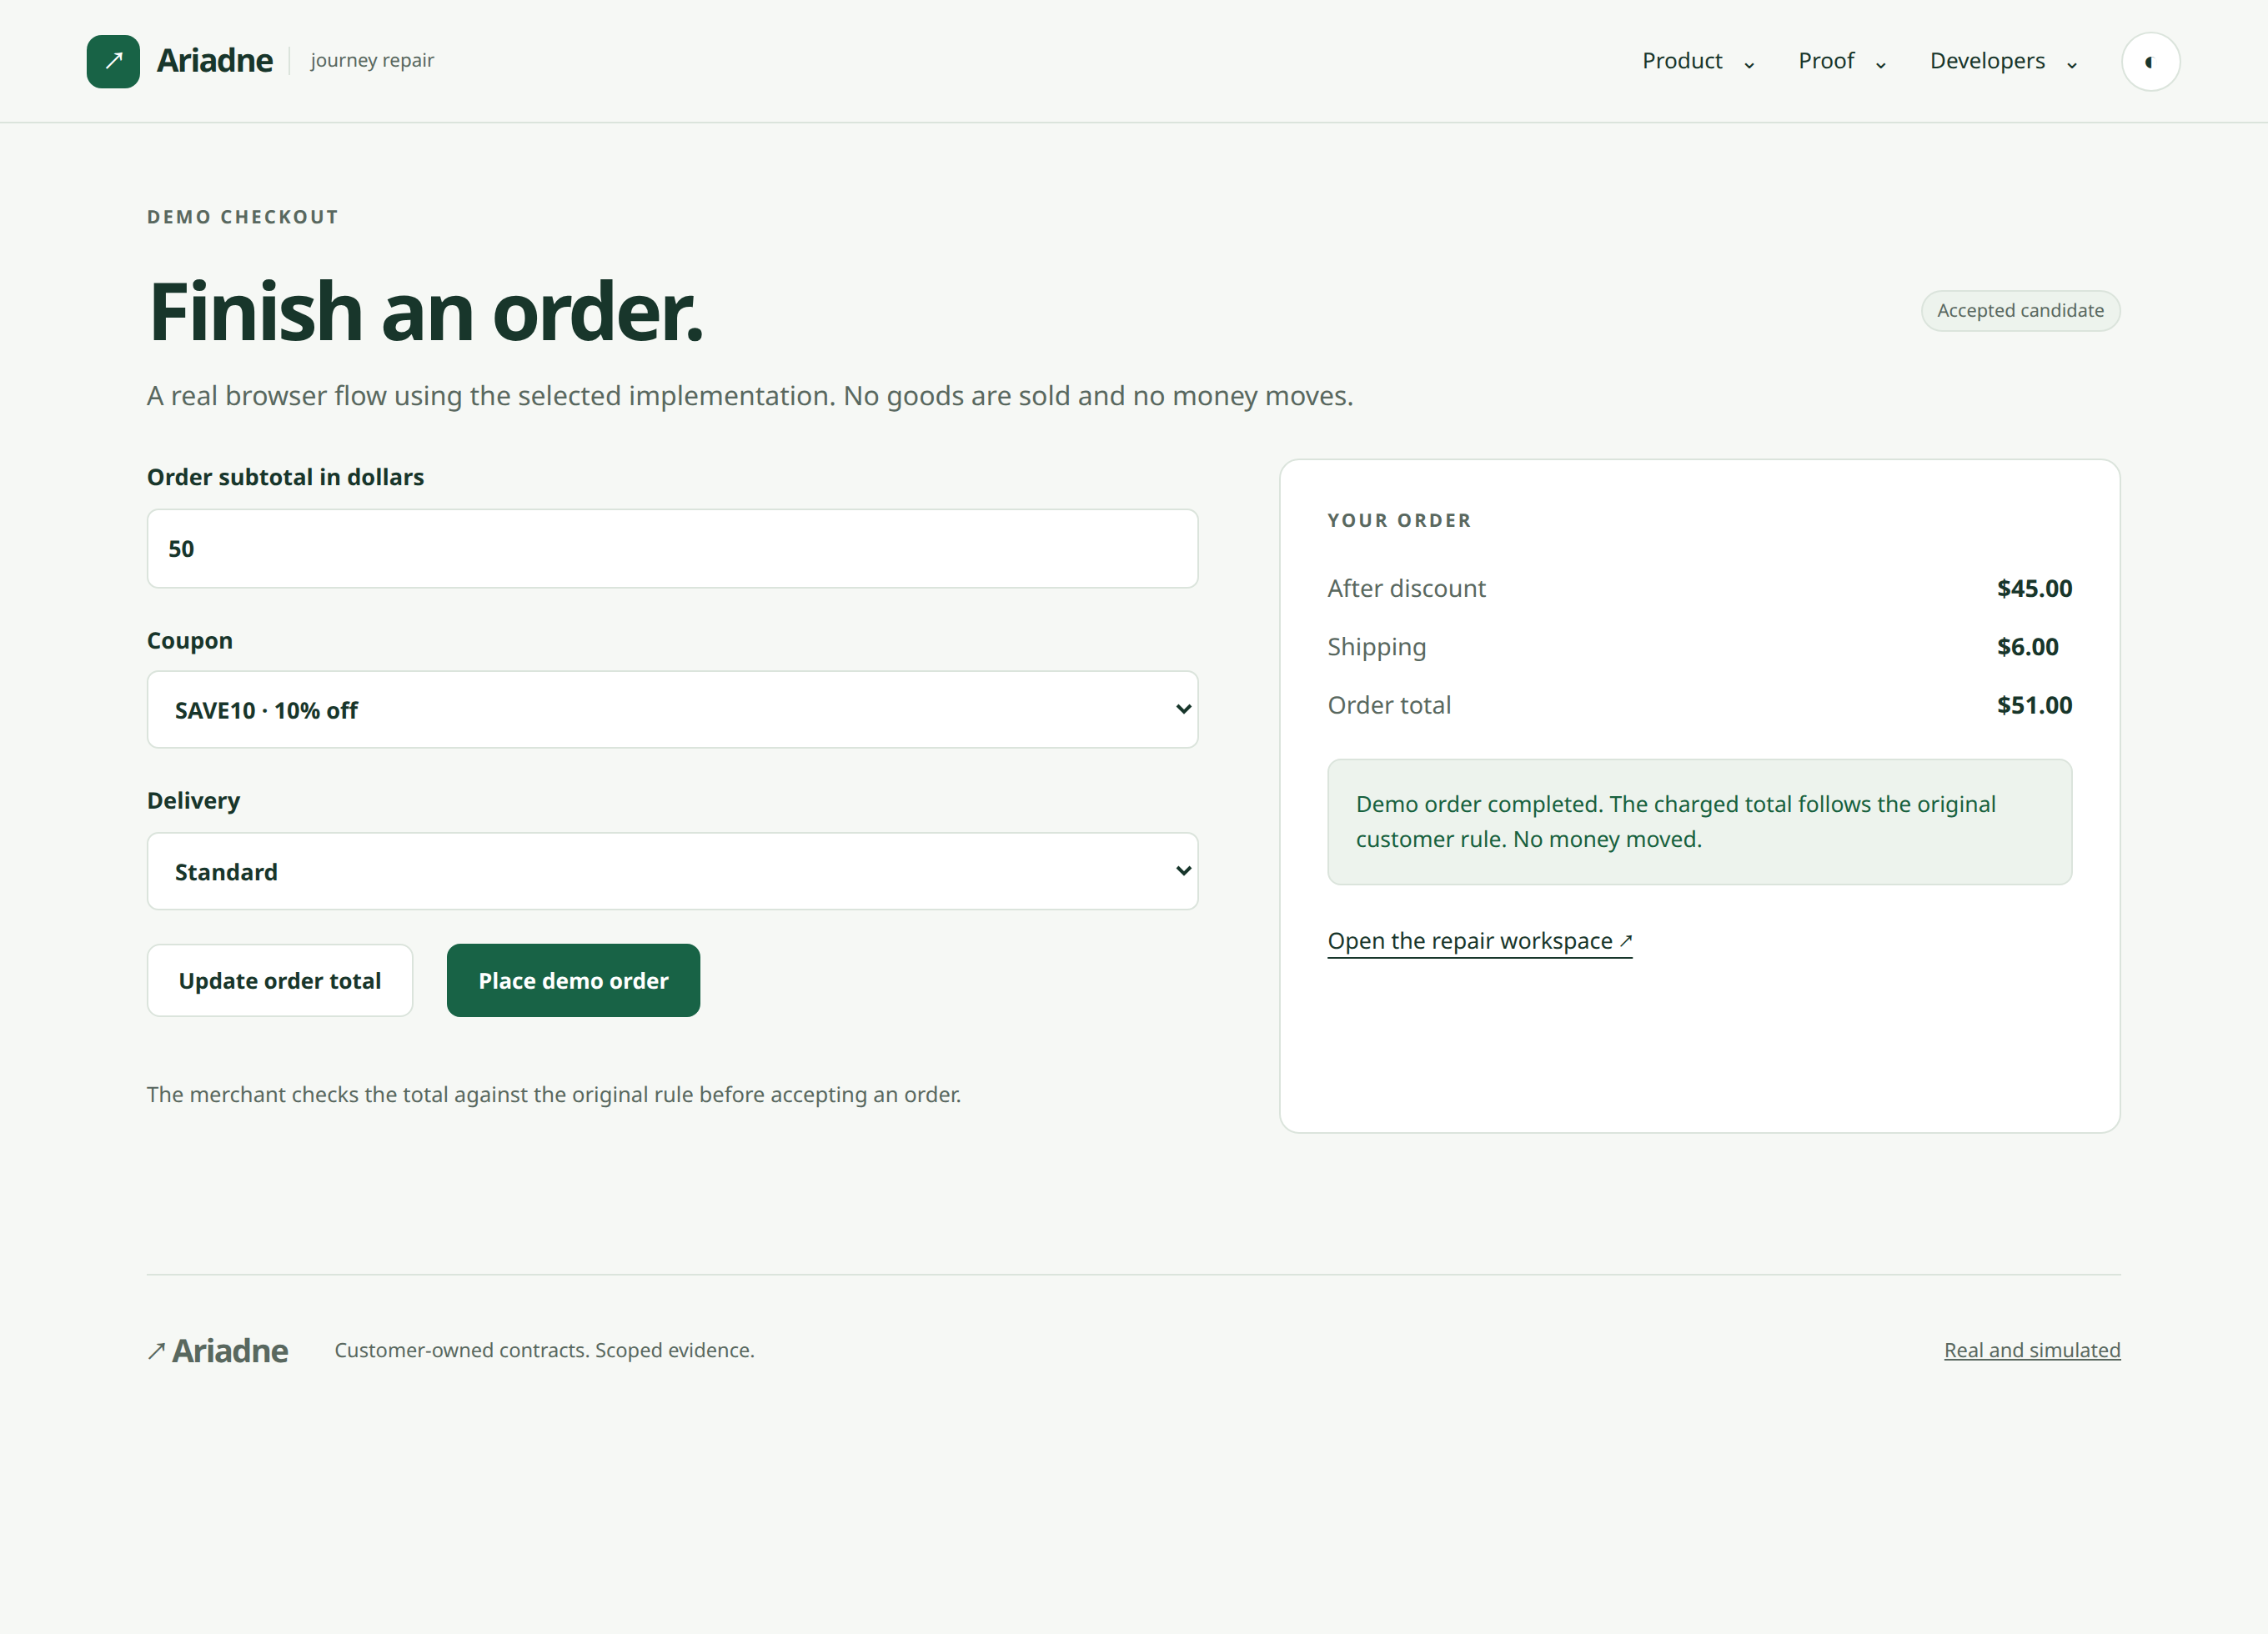 Ariadne
journey repair
Product
Proof
Developers
DEMO CHECKOUT
Finish an order.
Accepted candidate
A real browser flow using the selected implementation. No goods are sold and no money moves.
Order subtotal in dollars
50
Coupon
SAVE10 · 10% off
Delivery
Standard
Update order total
Place demo order
The merchant checks the total against the original rule before accepting an order.
YOUR ORDER
After discount $45.00
Shipping $6.00
Order total $51.00
Demo order completed. The charged total follows the original
customer rule. No money moved.
Open the repair workspace ↗
↗ Ariadne
Customer-owned contracts. Scoped evidence.
Real and simulated